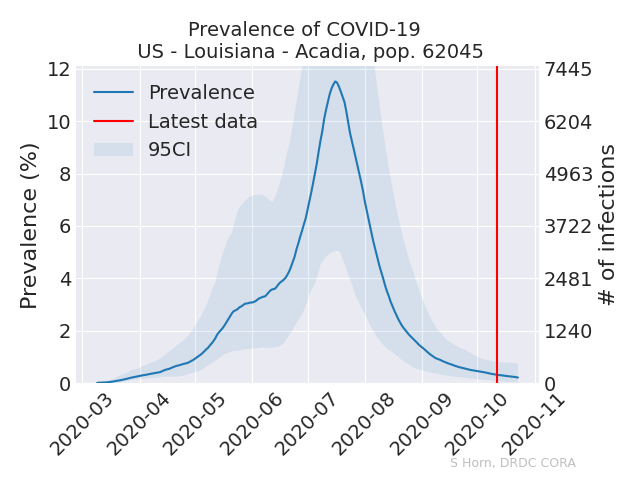 Prevalence of COVID-19
US - Louisiana - Acadia, pop. 62045
Prevalence (%)
12
10
8
6
4
2
0
Prevalence
Latest data
95CI
7445
6204
4963
3722
2481
1240
0
# of infections
2020-03
2020-04
2020-05
2020-06
2020-07
2020-08
2020-09
2020-10
2020-11
S Horn, DRDC CORA